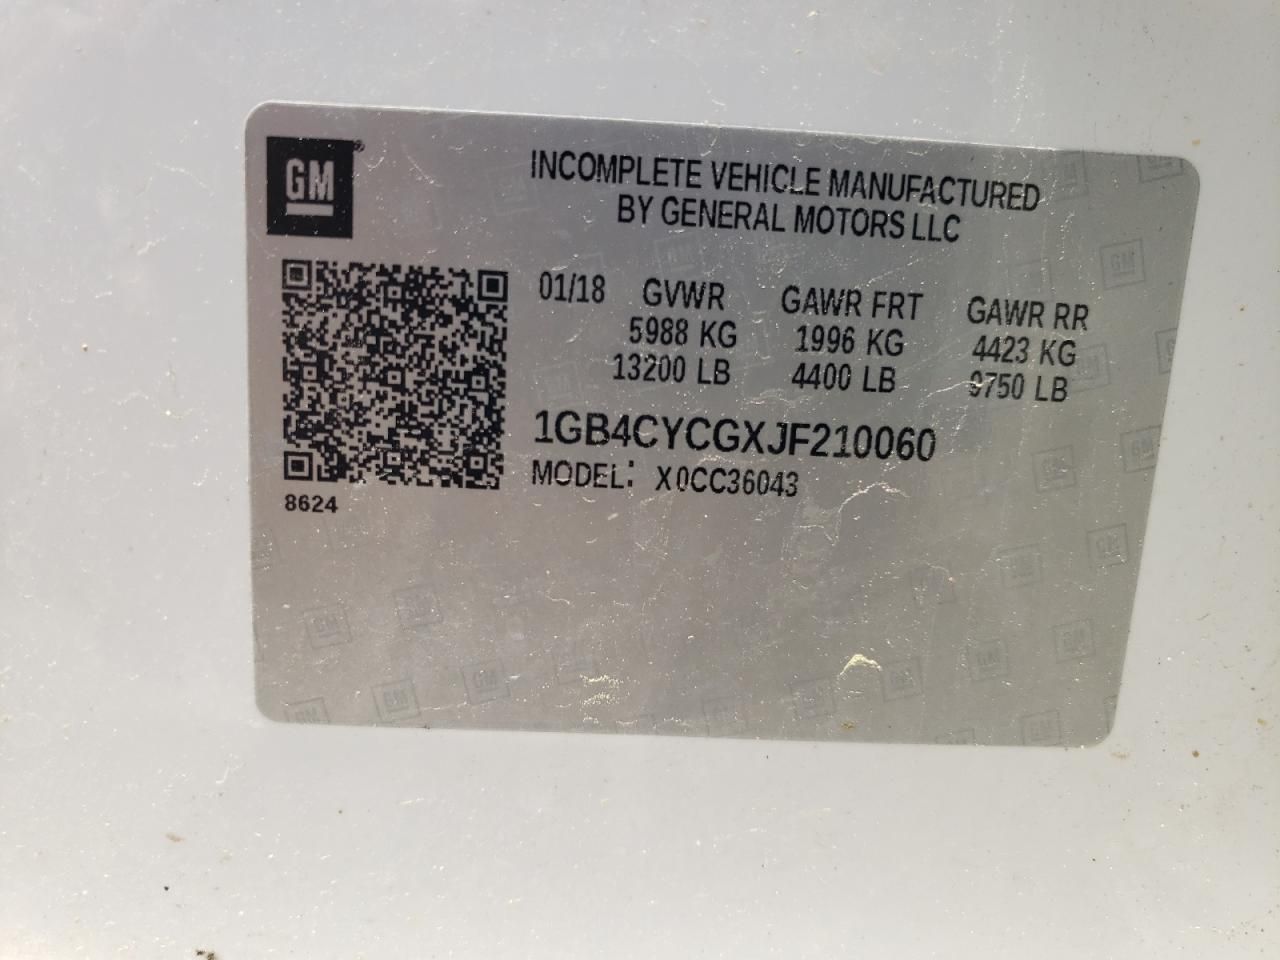 GM
INCOMPLETE VEHICLE MANUFACTURED
BY GENERAL MOTORS LLC
01/18 GVWR GAWR FRT GAWR RR
5988 KG 1996 KG 4423 KG
13200 LB 4400 LB 9750 LB
1GB4CYCGXJF210060
MODEL: X0CC36043
8624